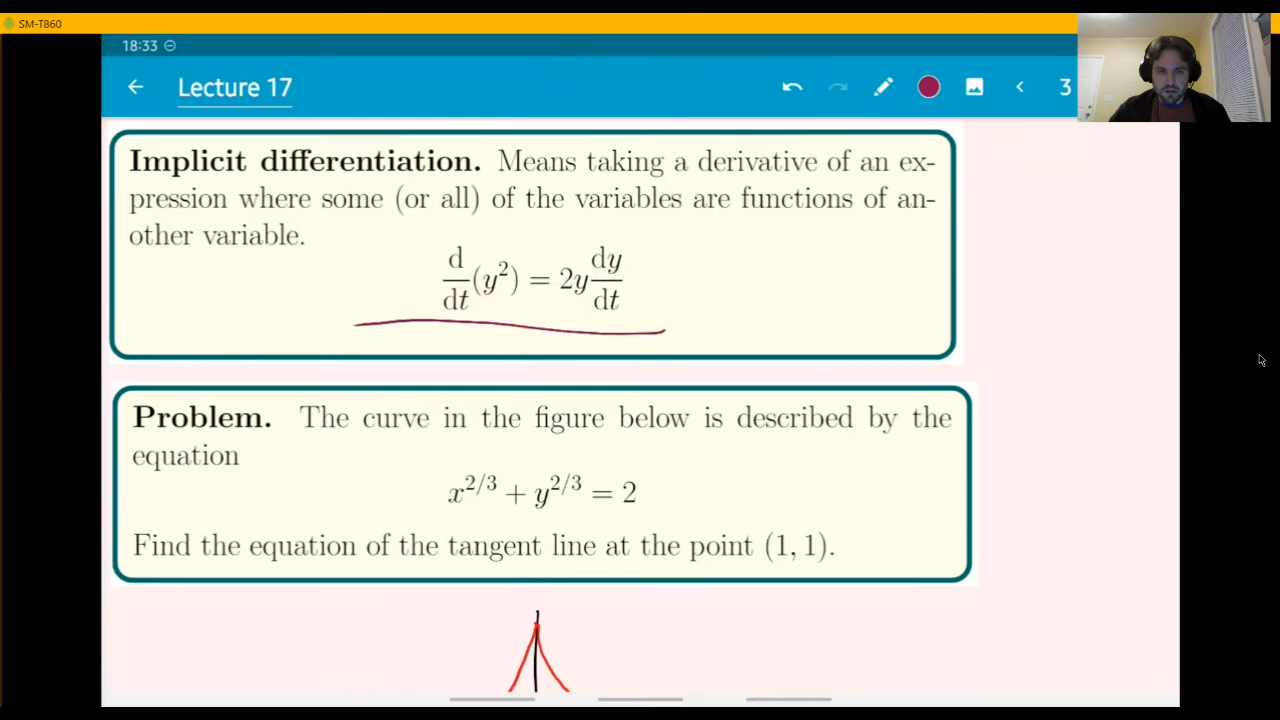 SM-T860
18:33
Lecture 17
3
Implicit differentiation. Means taking a derivative of an ex-
pression where some (or all) of the variables are functions of an-
other variable.
d/dt (y²) = 2y dy/dt
Problem. The curve in the figure below is described by the
equation
x^{2/3} + y^{2/3} = 2
Find the equation of the tangent line at the point (1, 1).